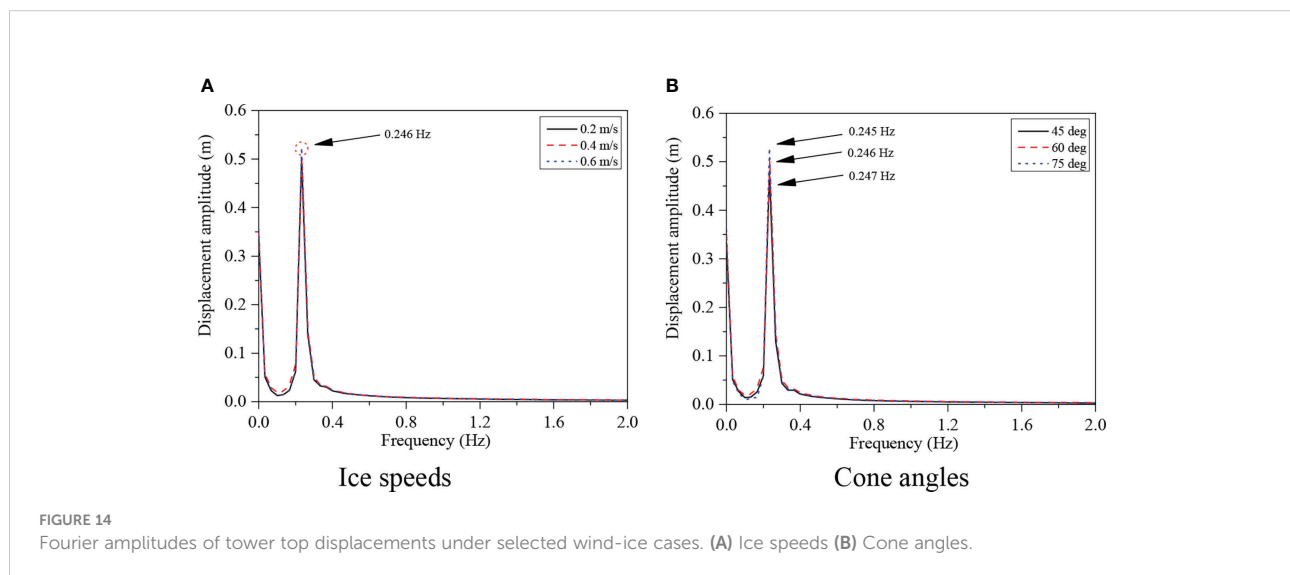 A
0.6
0.5
0.4
0.3
0.2
0.1
0.0
Displacement amplitude (m)
0.246 Hz
0.2 m/s
0.4 m/s
0.6 m/s
0.0 0.4 0.8 1.2 1.6 2.0
Frequency (Hz)
Ice speeds
B
0.6
0.5
0.4
0.3
0.2
0.1
0.0
Displacement amplitude (m)
0.245 Hz
0.246 Hz
0.247 Hz
45 deg
60 deg
75 deg
0.0 0.4 0.8 1.2 1.6 2.0
Frequency (Hz)
Cone angles
FIGURE 14
Fourier amplitudes of tower top displacements under selected wind-ice cases. (A) Ice speeds (B) Cone angles.